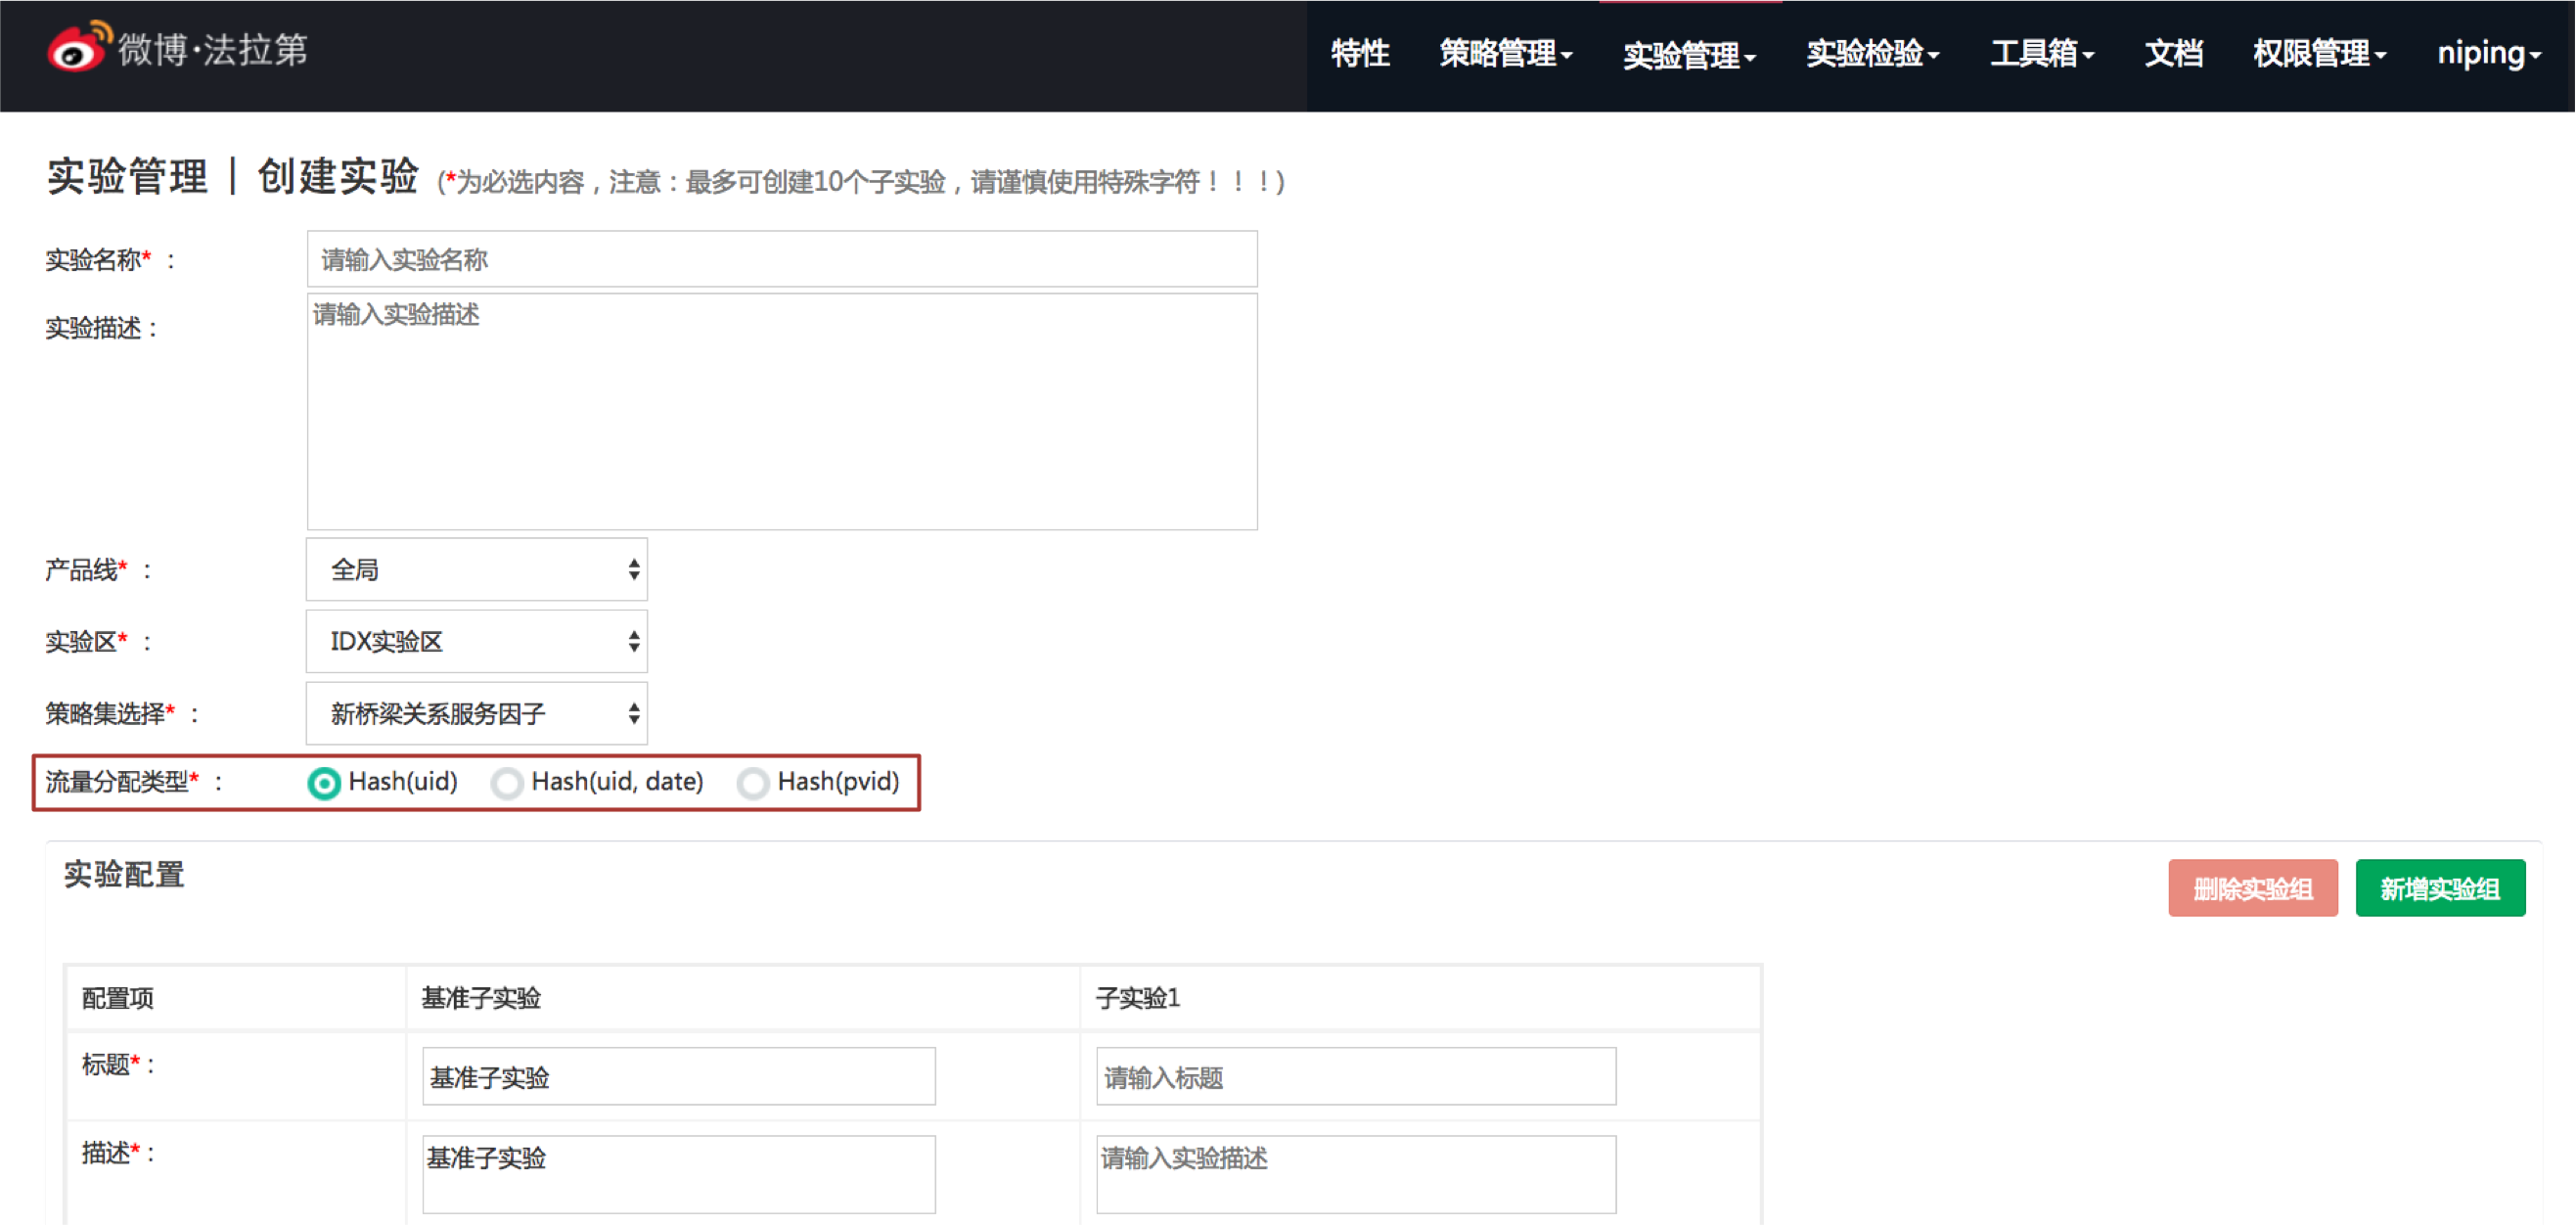 微博·法拉第
特性 策略管理 实验管理 实验检验 工具箱 文档 权限管理 niping
实验管理 | 创建实验 (*为必选内容，注意：最多可创建10个子实验，请谨慎使用特殊字符！！！)
实验名称* ： 请输入实验名称
实验描述： 请输入实验描述
产品线* ： 全局
实验区* ： IDX实验区
策略集选择* ： 新桥梁关系服务因子
流量分配类型* ： Hash(uid) Hash(uid, date) Hash(pvid)
实验配置 删除实验组 新增实验组
配置项 基准子实验 子实验1
标题*： 基准子实验 请输入标题
描述*： 基准子实验 请输入实验描述